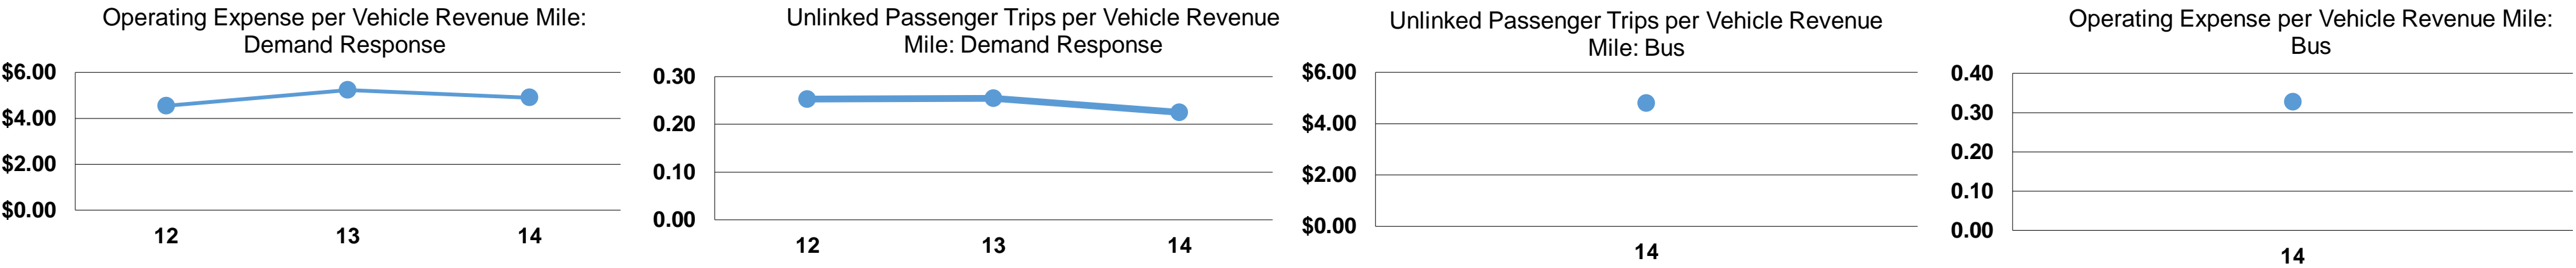 Operating Expense per Vehicle Revenue Mile:
Demand Response
$6.00
$4.00
$2.00
$0.00
12 13 14
Unlinked Passenger Trips per Vehicle Revenue
Mile: Demand Response
0.30
0.20
0.10
0.00
12 13 14
Unlinked Passenger Trips per Vehicle Revenue
Mile: Bus
$6.00
$4.00
$2.00
$0.00
14
Operating Expense per Vehicle Revenue Mile:
Bus
0.40
0.30
0.20
0.10
0.00
14